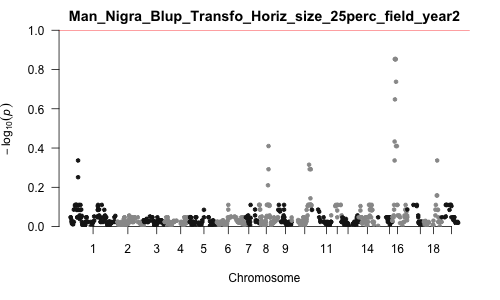 Man_Nigra_Blup_Transfo_Horiz_size_25perc_field_year2
− log₁₀(p)
1.0
0.8
0.6
0.4
0.2
0.0
1 2 3 4 5 6 7 8 9 11 14 16 18
Chromosome